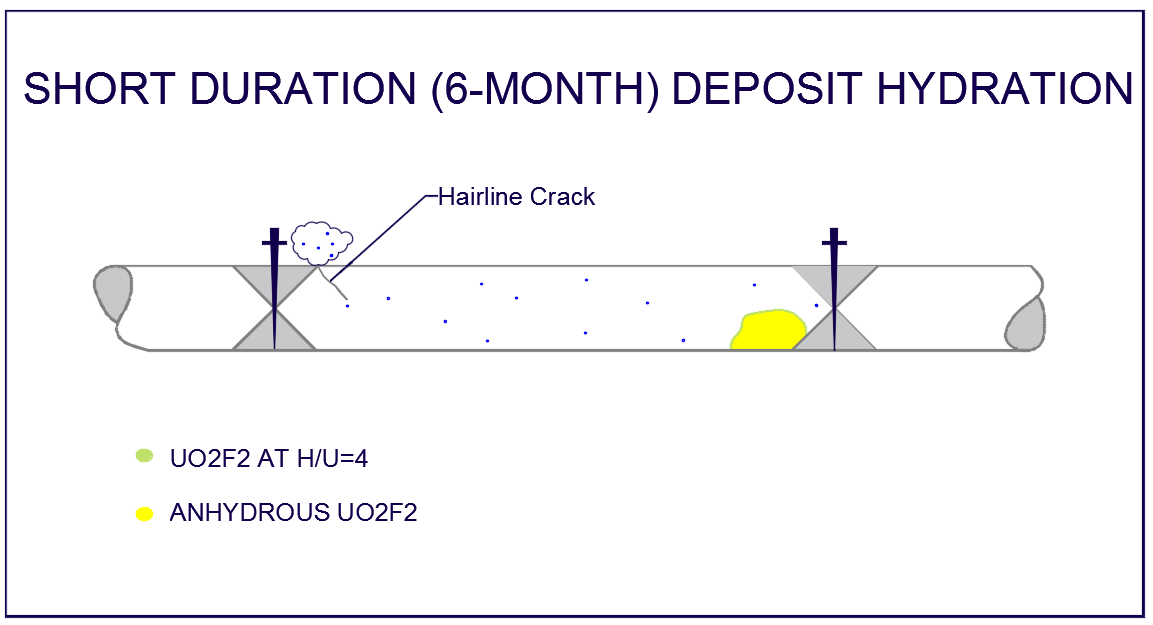 SHORT DURATION (6-MONTH) DEPOSIT HYDRATION
Hairline Crack
UO2F2 AT H/U=4
ANHYDROUS UO2F2